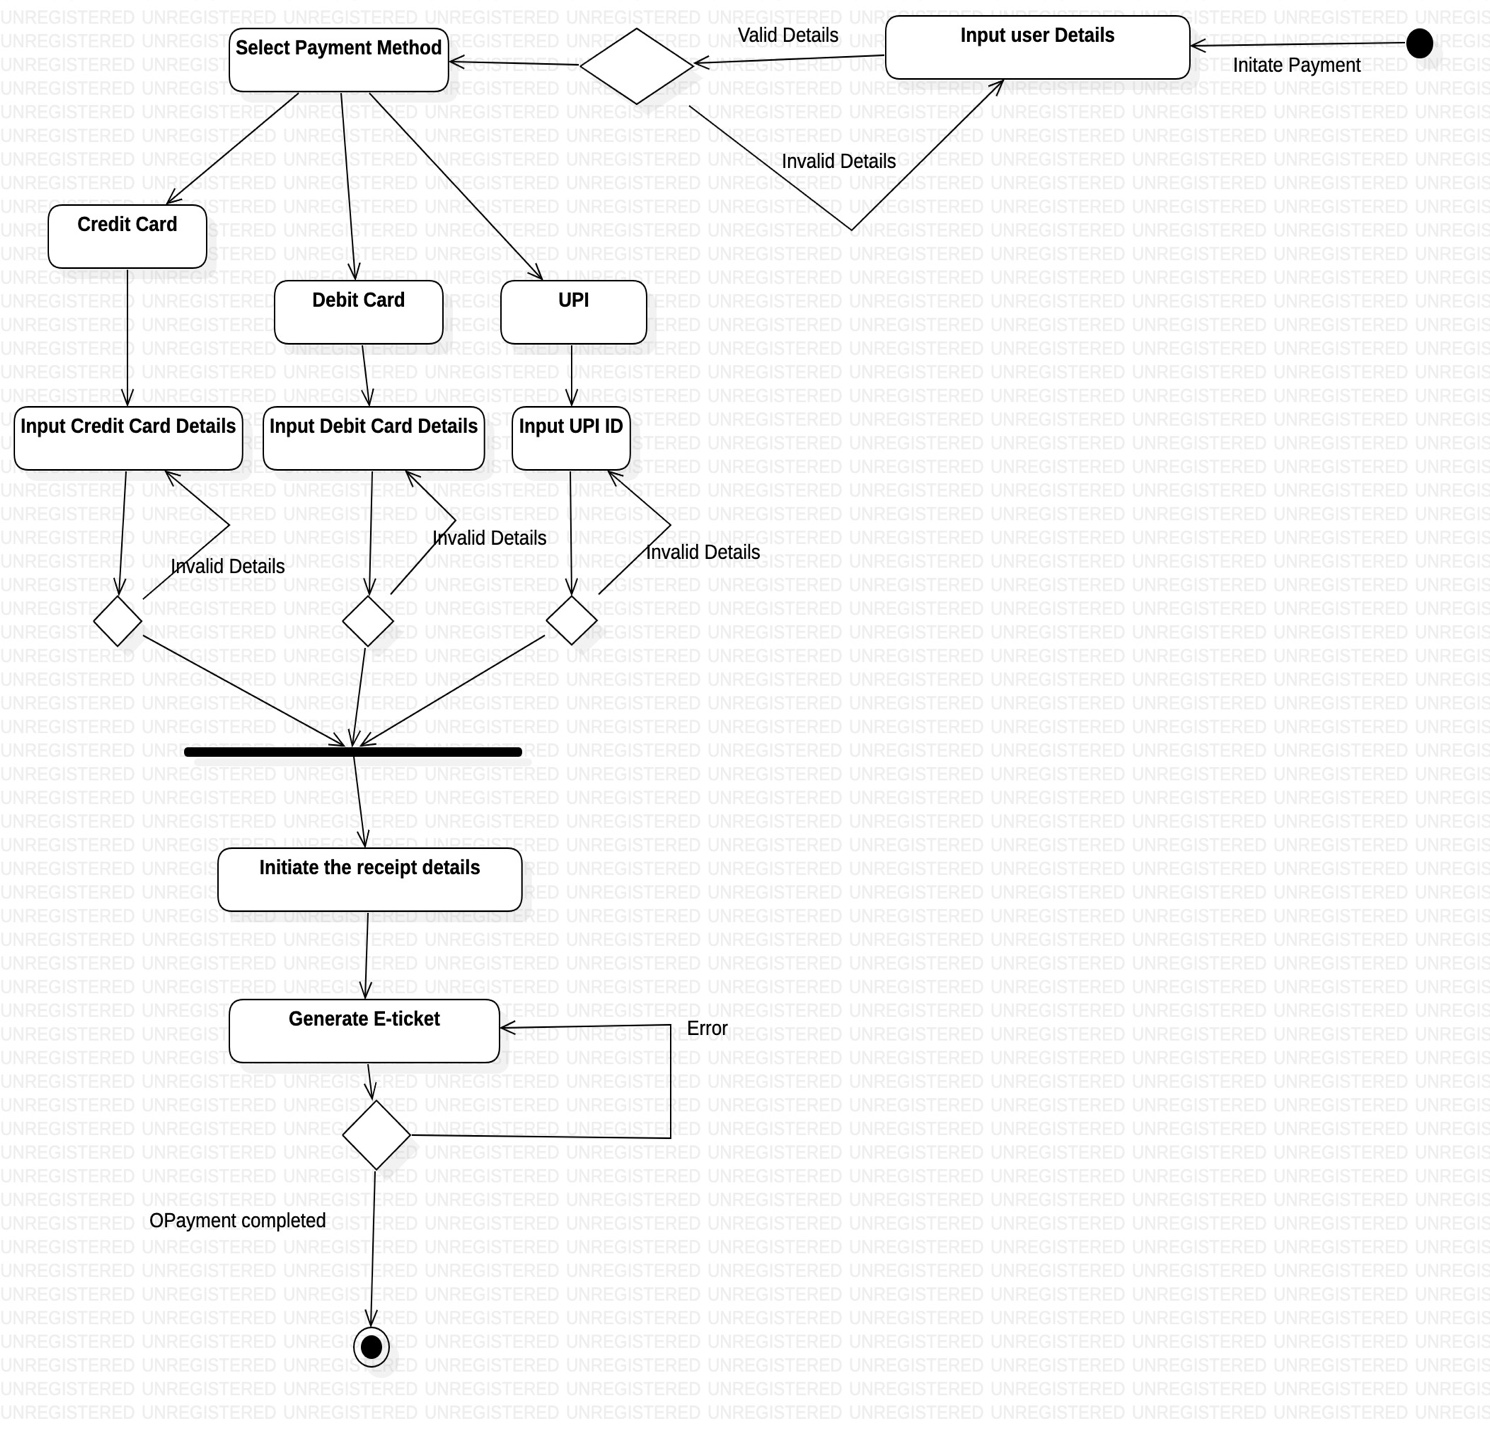 Select Payment Method
Valid Details
Input user Details
Initate Payment
Invalid Details
Credit Card
Debit Card
UPI
Input Credit Card Details
Input Debit Card Details
Input UPI ID
Invalid Details
Invalid Details
Invalid Details
Initiate the receipt details
Generate E-ticket
Error
OPayment completed
UNREGISTERED